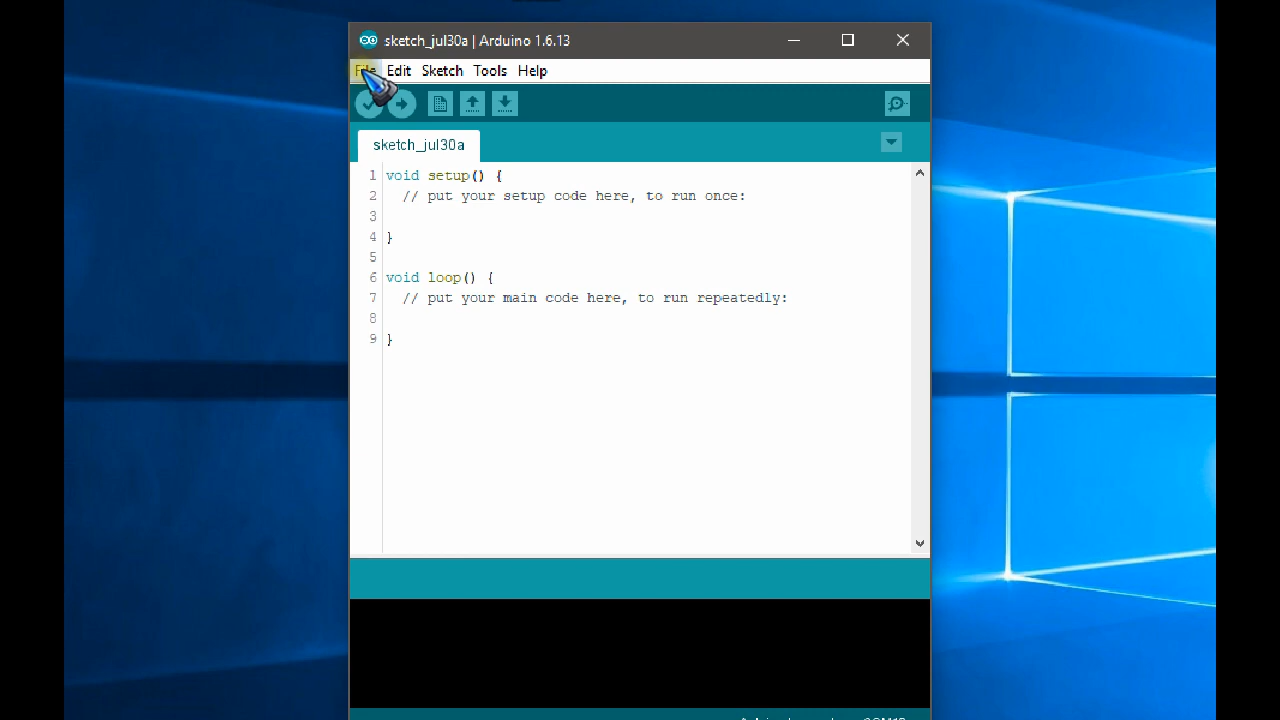 sketch_jul30a | Arduino 1.6.13
File Edit Sketch Tools Help
sketch_jul30a
1 void setup() {
2 // put your setup code here, to run once:
3
4 }
5
6 void loop() {
7 // put your main code here, to run repeatedly:
8
9 }